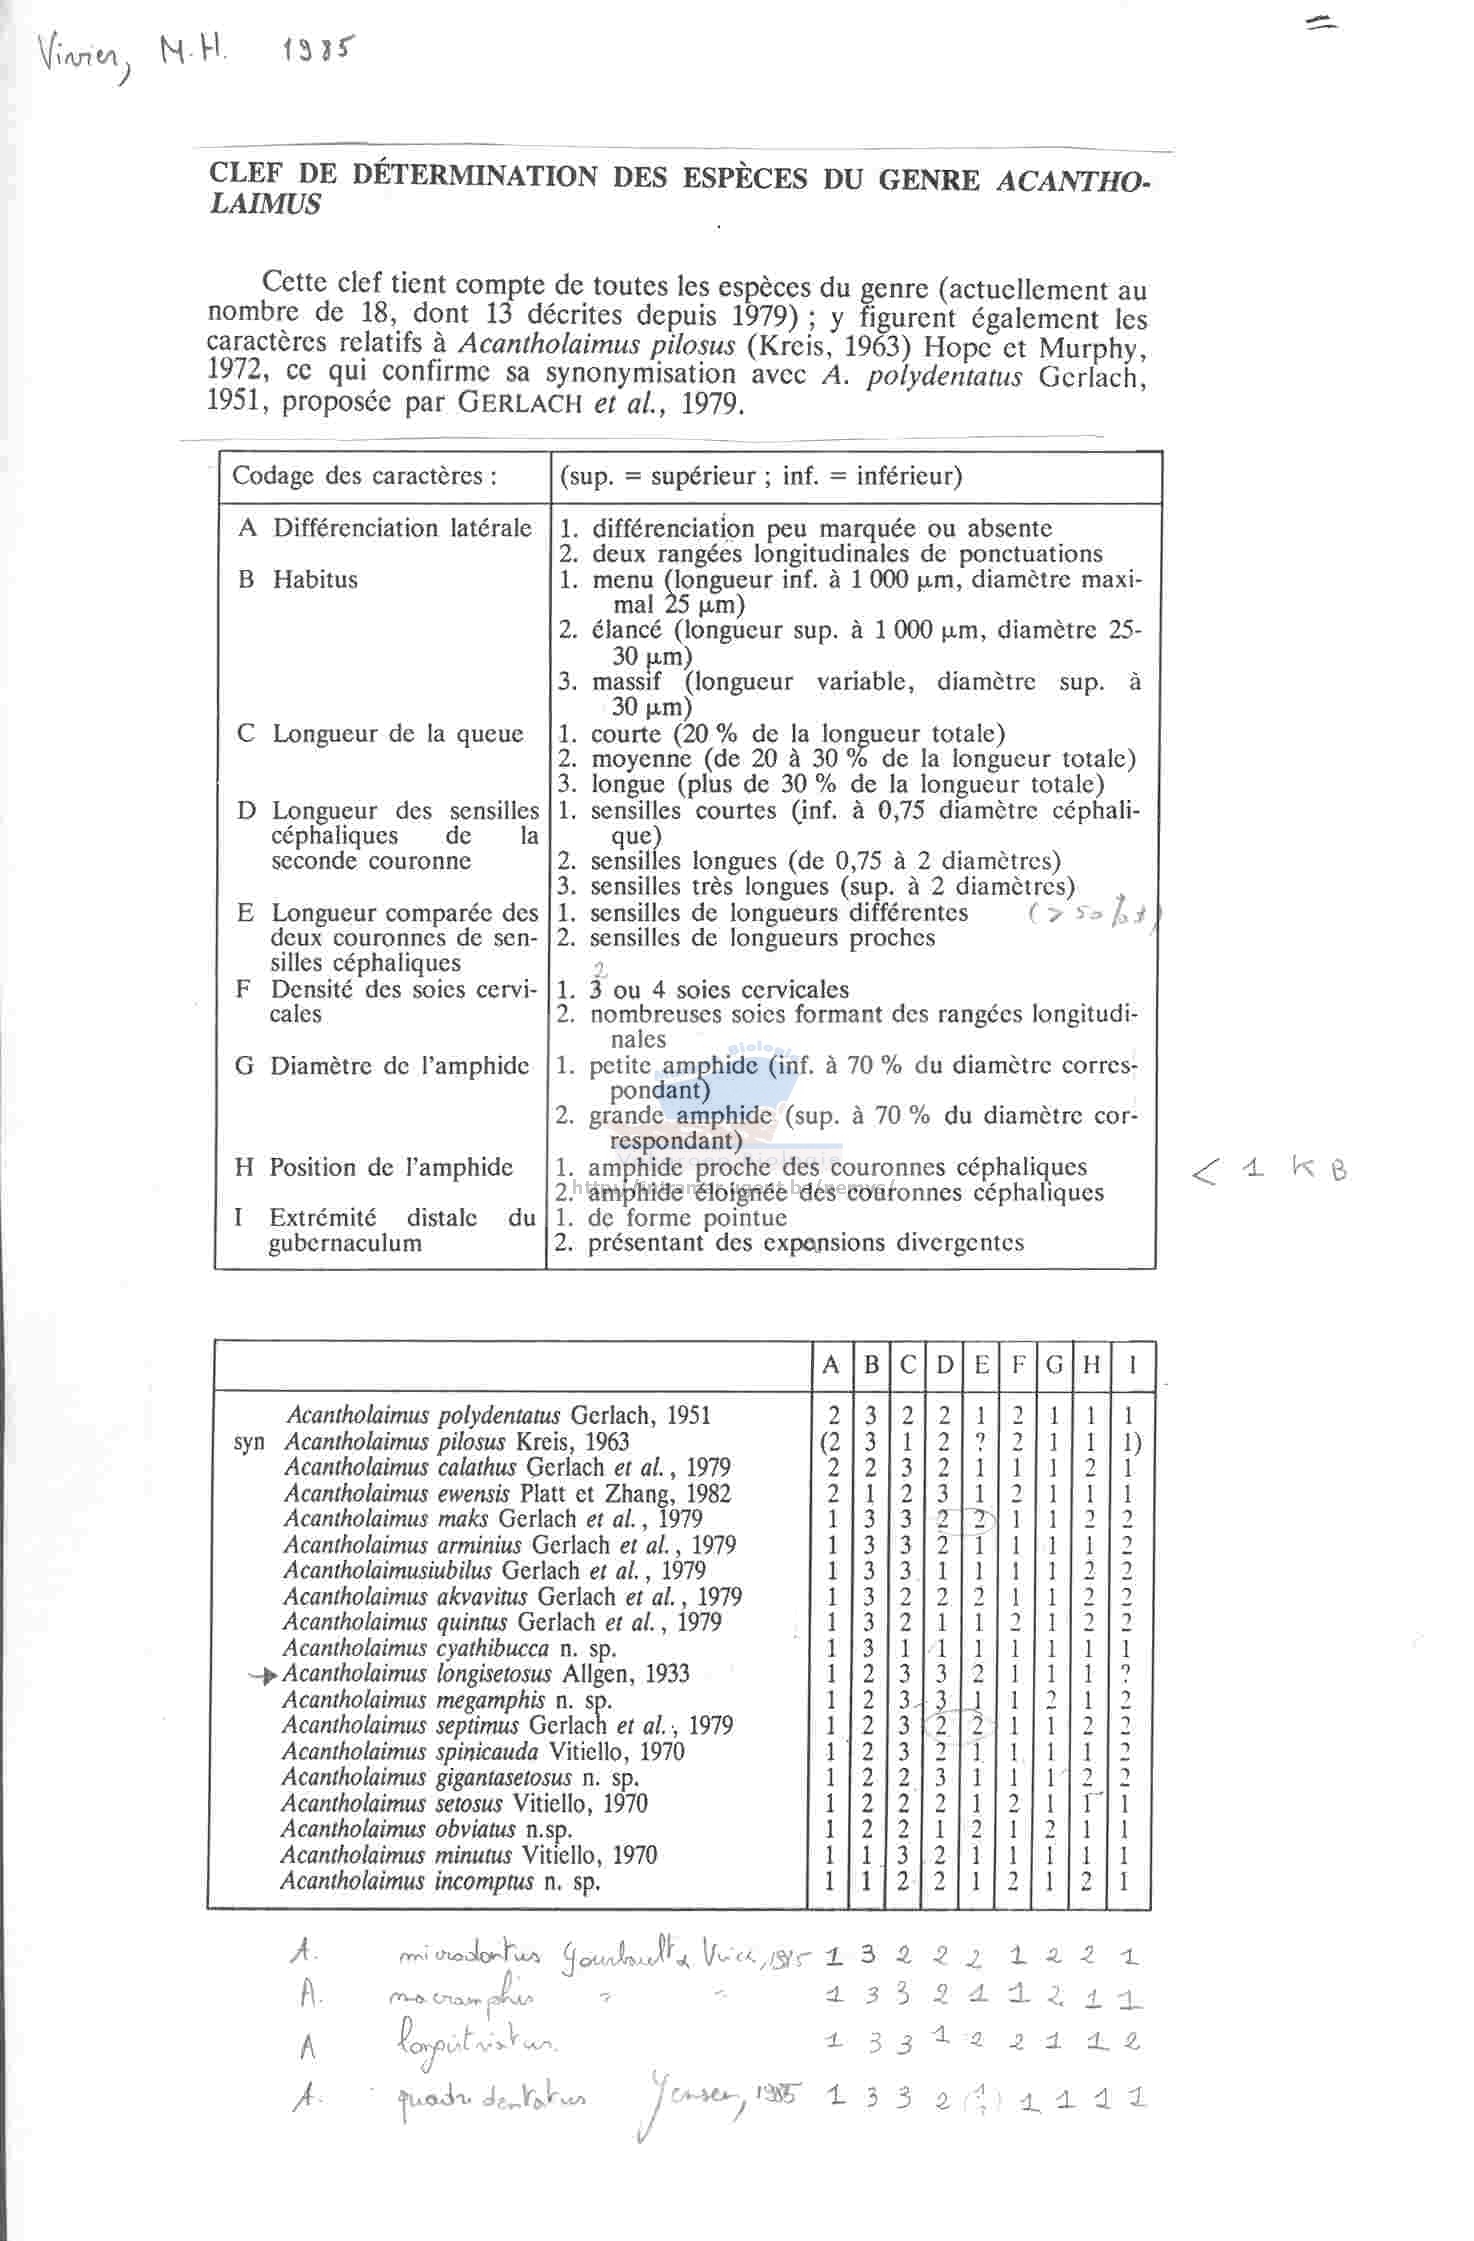 Vivier, M.H. 1985
CLEF DE DÉTERMINATION DES ESPÈCES DU GENRE ACANTHO-
LAIMUS
Cette clef tient compte de toutes les espèces du genre (actuellement au
nombre de 18, dont 13 décrites depuis 1979) ; y figurent également les
caractères relatifs à Acantholaimus pilosus (Kreis, 1963) Hope et Murphy,
1972, ce qui confirme sa synonymisation avec A. polydentatus Gerlach,
1951, proposée par GERLACH et al., 1979.
Codage des caractères : (sup. = supérieur ; inf. = inférieur)
A Différenciation latérale 1. différenciation peu marquée ou absente
2. deux rangées longitudinales de ponctuations
B Habitus 1. menu (longueur inf. à 1 000 µm, diamètre maxi-
mal 25 µm)
2. élancé (longueur sup. à 1 000 µm, diamètre 25-
30 µm)
3. massif (longueur variable, diamètre sup. à
30 µm)
C Longueur de la queue 1. courte (20 % de la longueur totale)
2. moyenne (de 20 à 30 % de la longueur totale)
3. longue (plus de 30 % de la longueur totale)
D Longueur des sensilles 1. sensilles courtes (inf. à 0,75 diamètre céphali-
céphaliques de la que)
seconde couronne 2. sensilles longues (de 0,75 à 2 diamètres)
3. sensilles très longues (sup. à 2 diamètres)
E Longueur comparée des 1. sensilles de longueurs différentes
deux couronnes de sen- 2. sensilles de longueurs proches
silles céphaliques 2
F Densité des soies cervi- 1. 3 ou 4 soies cervicales
cales 2. nombreuses soies formant des rangées longitudi-
nales
G Diamètre de l'amphide 1. petite amphide (inf. à 70 % du diamètre corres-
pondant)
2. grande amphide (sup. à 70 % du diamètre cor-
respondant)
H Position de l'amphide 1. amphide proche des couronnes céphaliques < 1 K B
2. amphide éloignée des couronnes céphaliques
I Extrémité distale du 1. de forme pointue
gubernaculum 2. présentant des expansions divergentes
A B C D E F G H I
Acantholaimus polydentatus Gerlach, 1951 2 3 2 2 1 2 1 1 1
syn Acantholaimus pilosus Kreis, 1963 (2 3 1 2 ? 2 1 1 1)
Acantholaimus calathus Gerlach et al., 1979 2 2 3 2 1 1 1 2 1
Acantholaimus ewensis Platt et Zhang, 1982 2 1 2 3 1 2 1 1 1
Acantholaimus maks Gerlach et al., 1979 1 3 3 2 2 1 1 2 2
Acantholaimus arminius Gerlach et al., 1979 1 3 3 2 1 1 1 1 2
Acantholaimusiubilus Gerlach et al., 1979 1 3 3 1 1 1 1 2 2
Acantholaimus akvavitus Gerlach et al., 1979 1 3 2 2 2 1 1 2 2
Acantholaimus quintus Gerlach et al., 1979 1 3 2 1 1 2 1 2 2
Acantholaimus cyathibucca n. sp. 1 3 1 1 1 1 1 1 1
Acantholaimus longisetosus Allgen, 1933 1 2 3 3 2 1 1 1 ?
Acantholaimus megamphis n. sp. 1 2 3 3 1 1 2 1 2
Acantholaimus septimus Gerlach et al., 1979 1 2 3 2 2 1 1 2 2
Acantholaimus spinicauda Vitiello, 1970 1 2 3 2 1 1 1 1 2
Acantholaimus gigantasetosus n. sp. 1 2 2 3 1 1 1 2 2
Acantholaimus setosus Vitiello, 1970 1 2 2 2 1 2 1 1 1
Acantholaimus obviatus n.sp. 1 2 2 1 2 1 2 1 1
Acantholaimus minutus Vitiello, 1970 1 1 3 2 1 1 1 1 1
Acantholaimus incomptus n. sp. 1 1 2 2 1 2 1 2 1
A. microdontus Gourbault & 1985 1 3 2 2 2 1 2 2 1
A. macramphis " " 1 3 3 2 1 1 2 1 1
A 1 3 3 1 2 2 1 1 2
A. quadridentatus Jensen, 1985 1 3 3 2 (1?) 1 1 1 1